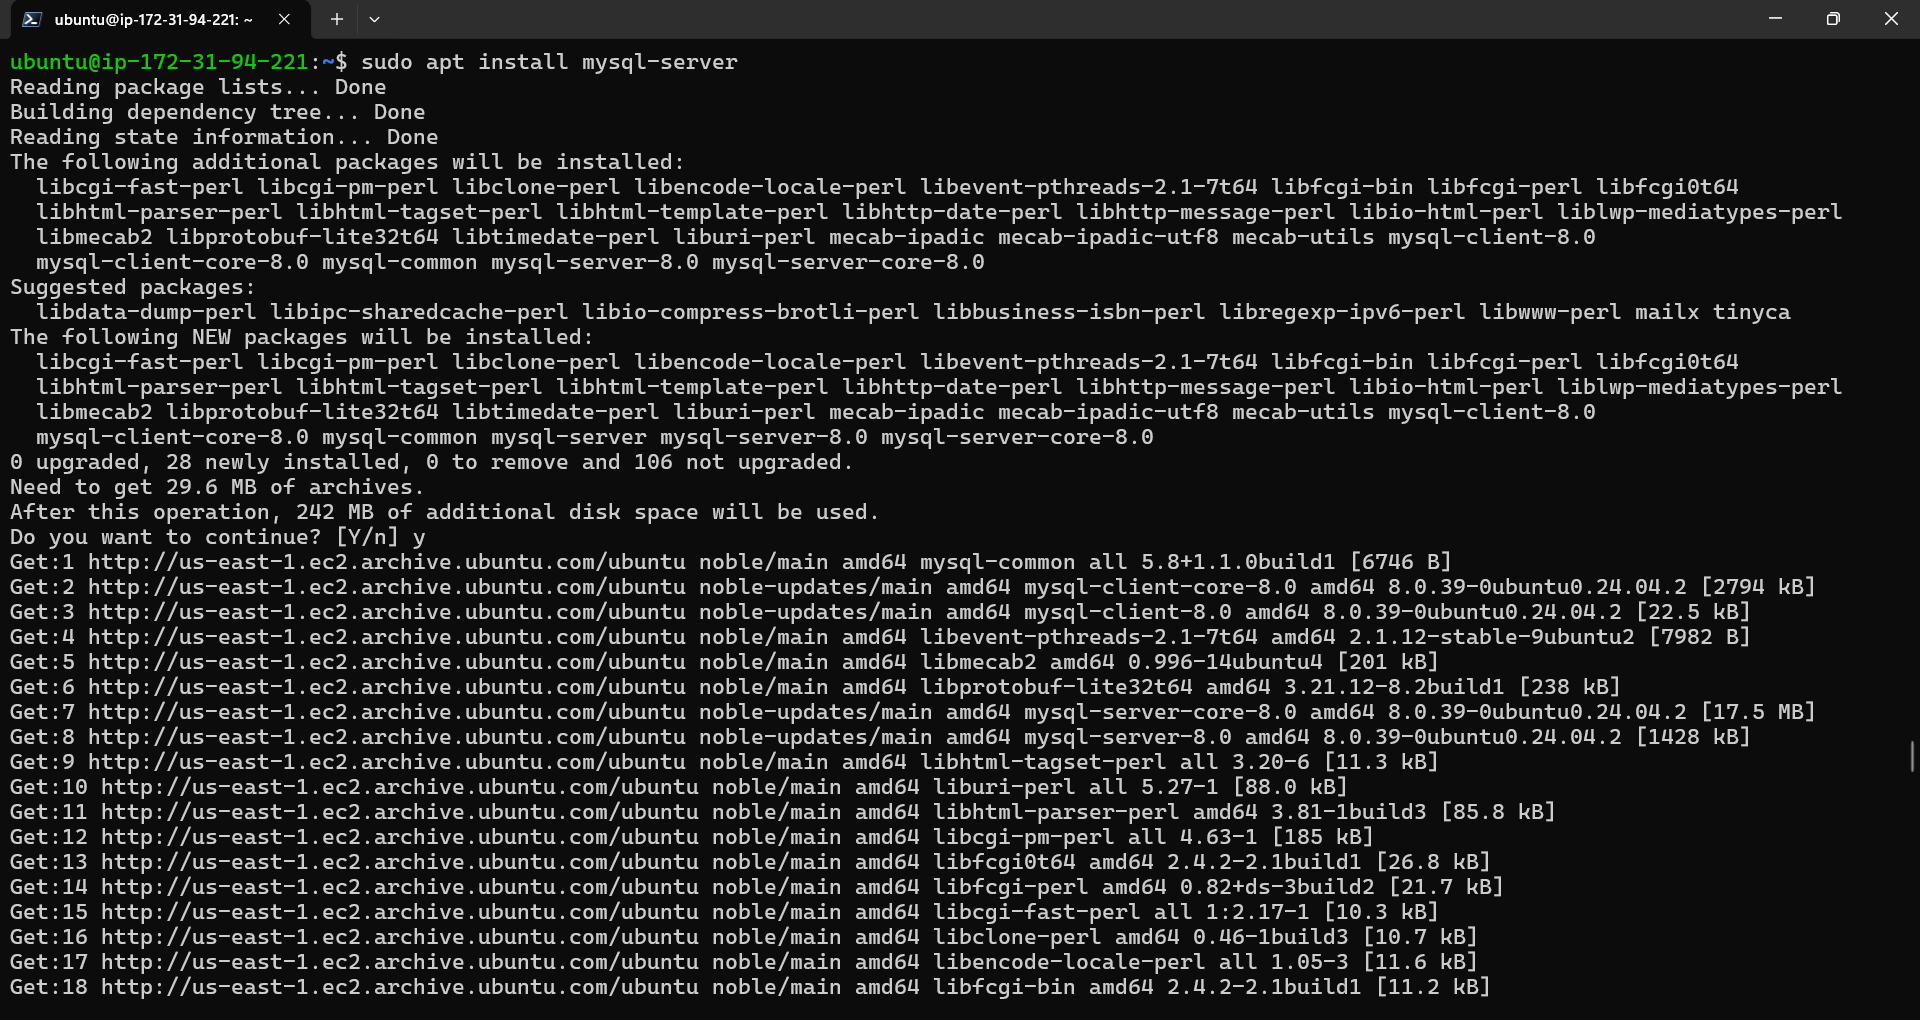 ubuntu@ip-172-31-94-221: ~
ubuntu@ip-172-31-94-221:~$ sudo apt install mysql-server
Reading package lists... Done
Building dependency tree... Done
Reading state information... Done
The following additional packages will be installed:
  libcgi-fast-perl libcgi-pm-perl libclone-perl libencode-locale-perl libevent-pthreads-2.1-7t64 libfcgi-bin libfcgi-perl libfcgi0t64
  libhtml-parser-perl libhtml-tagset-perl libhtml-template-perl libhttp-date-perl libhttp-message-perl libio-html-perl liblwp-mediatypes-perl
  libmecab2 libprotobuf-lite32t64 libtimedate-perl liburi-perl mecab-ipadic mecab-ipadic-utf8 mecab-utils mysql-client-8.0
  mysql-client-core-8.0 mysql-common mysql-server-8.0 mysql-server-core-8.0
Suggested packages:
  libdata-dump-perl libipc-sharedcache-perl libio-compress-brotli-perl libbusiness-isbn-perl libregexp-ipv6-perl libwww-perl mailx tinyca
The following NEW packages will be installed:
  libcgi-fast-perl libcgi-pm-perl libclone-perl libencode-locale-perl libevent-pthreads-2.1-7t64 libfcgi-bin libfcgi-perl libfcgi0t64
  libhtml-parser-perl libhtml-tagset-perl libhtml-template-perl libhttp-date-perl libhttp-message-perl libio-html-perl liblwp-mediatypes-perl
  libmecab2 libprotobuf-lite32t64 libtimedate-perl liburi-perl mecab-ipadic mecab-ipadic-utf8 mecab-utils mysql-client-8.0
  mysql-client-core-8.0 mysql-common mysql-server mysql-server-8.0 mysql-server-core-8.0
0 upgraded, 28 newly installed, 0 to remove and 106 not upgraded.
Need to get 29.6 MB of archives.
After this operation, 242 MB of additional disk space will be used.
Do you want to continue? [Y/n] y
Get:1 http://us-east-1.ec2.archive.ubuntu.com/ubuntu noble/main amd64 mysql-common all 5.8+1.1.0build1 [6746 B]
Get:2 http://us-east-1.ec2.archive.ubuntu.com/ubuntu noble-updates/main amd64 mysql-client-core-8.0 amd64 8.0.39-0ubuntu0.24.04.2 [2794 kB]
Get:3 http://us-east-1.ec2.archive.ubuntu.com/ubuntu noble-updates/main amd64 mysql-client-8.0 amd64 8.0.39-0ubuntu0.24.04.2 [22.5 kB]
Get:4 http://us-east-1.ec2.archive.ubuntu.com/ubuntu noble/main amd64 libevent-pthreads-2.1-7t64 amd64 2.1.12-stable-9ubuntu2 [7982 B]
Get:5 http://us-east-1.ec2.archive.ubuntu.com/ubuntu noble/main amd64 libmecab2 amd64 0.996-14ubuntu4 [201 kB]
Get:6 http://us-east-1.ec2.archive.ubuntu.com/ubuntu noble/main amd64 libprotobuf-lite32t64 amd64 3.21.12-8.2build1 [238 kB]
Get:7 http://us-east-1.ec2.archive.ubuntu.com/ubuntu noble-updates/main amd64 mysql-server-core-8.0 amd64 8.0.39-0ubuntu0.24.04.2 [17.5 MB]
Get:8 http://us-east-1.ec2.archive.ubuntu.com/ubuntu noble-updates/main amd64 mysql-server-8.0 amd64 8.0.39-0ubuntu0.24.04.2 [1428 kB]
Get:9 http://us-east-1.ec2.archive.ubuntu.com/ubuntu noble/main amd64 libhtml-tagset-perl all 3.20-6 [11.3 kB]
Get:10 http://us-east-1.ec2.archive.ubuntu.com/ubuntu noble/main amd64 liburi-perl all 5.27-1 [88.0 kB]
Get:11 http://us-east-1.ec2.archive.ubuntu.com/ubuntu noble/main amd64 libhtml-parser-perl amd64 3.81-1build3 [85.8 kB]
Get:12 http://us-east-1.ec2.archive.ubuntu.com/ubuntu noble/main amd64 libcgi-pm-perl all 4.63-1 [185 kB]
Get:13 http://us-east-1.ec2.archive.ubuntu.com/ubuntu noble/main amd64 libfcgi0t64 amd64 2.4.2-2.1build1 [26.8 kB]
Get:14 http://us-east-1.ec2.archive.ubuntu.com/ubuntu noble/main amd64 libfcgi-perl amd64 0.82+ds-3build2 [21.7 kB]
Get:15 http://us-east-1.ec2.archive.ubuntu.com/ubuntu noble/main amd64 libcgi-fast-perl all 1:2.17-1 [10.3 kB]
Get:16 http://us-east-1.ec2.archive.ubuntu.com/ubuntu noble/main amd64 libclone-perl amd64 0.46-1build3 [10.7 kB]
Get:17 http://us-east-1.ec2.archive.ubuntu.com/ubuntu noble/main amd64 libencode-locale-perl all 1.05-3 [11.6 kB]
Get:18 http://us-east-1.ec2.archive.ubuntu.com/ubuntu noble/main amd64 libfcgi-bin amd64 2.4.2-2.1build1 [11.2 kB]